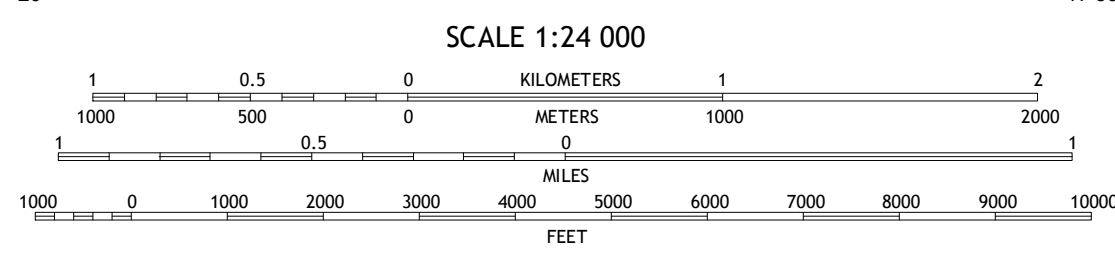 SCALE 1:24 000
1 0.5 0 KILOMETERS 1 2
1000 500 0 METERS 1000 2000
1 0.5 0 1
MILES
1000 0 1000 2000 3000 4000 5000 6000 7000 8000 9000 10000
FEET